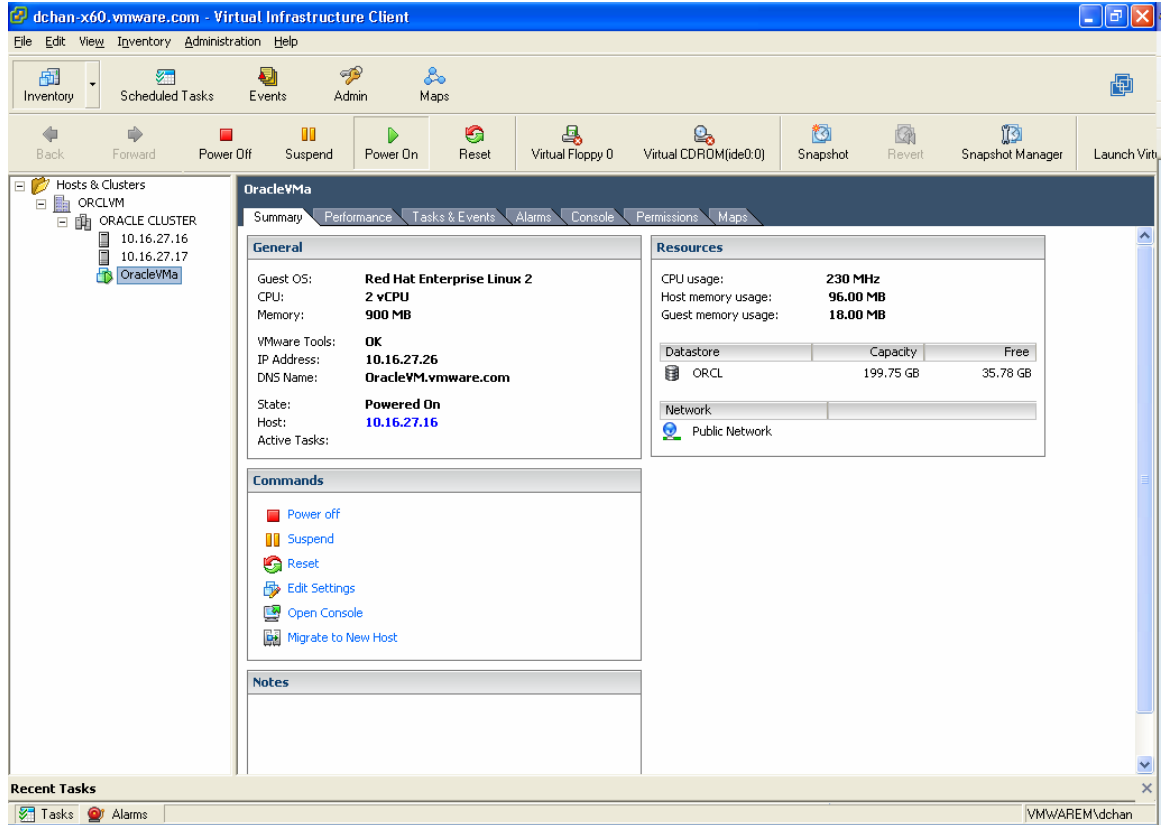 dchan-x60.vmware.com - Virtual Infrastructure Client
File Edit View Inventory Administration Help
Inventory Scheduled Tasks Events Admin Maps
Back Forward Power Off Suspend Power On Reset Virtual Floppy 0 Virtual CDROM(ide0:0) Snapshot Revert Snapshot Manager Launch Virtu
Hosts & Clusters
ORCLVM
ORACLE CLUSTER
10.16.27.16
10.16.27.17
OracleVMa
OracleVMa
Summary Performance Tasks & Events Alarms Console Permissions Maps
General
Guest OS: Red Hat Enterprise Linux 2
CPU: 2 vCPU
Memory: 900 MB
VMware Tools: OK
IP Address: 10.16.27.26
DNS Name: OracleVM.vmware.com
State: Powered On
Host: 10.16.27.16
Active Tasks:
Commands
Power off
Suspend
Reset
Edit Settings
Open Console
Migrate to New Host
Notes
Resources
CPU usage: 230 MHz
Host memory usage: 96.00 MB
Guest memory usage: 18.00 MB
Datastore Capacity Free
ORCL 199.75 GB 35.78 GB
Network
Public Network
Recent Tasks
Tasks Alarms VMWAREM\dchan